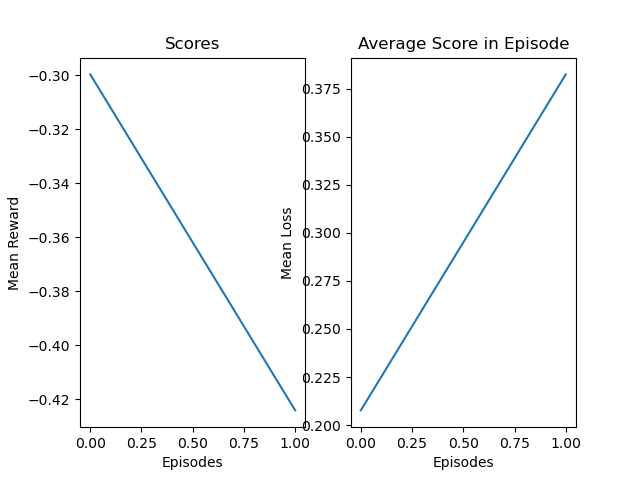 Scores
Mean Reward
−0.30
−0.32
−0.34
−0.36
−0.38
−0.40
−0.42
0.00 0.25 0.50 0.75 1.00
Episodes
Average Score in Episode
Mean Loss
0.375
0.350
0.325
0.300
0.275
0.250
0.225
0.200
0.00 0.25 0.50 0.75 1.00
Episodes